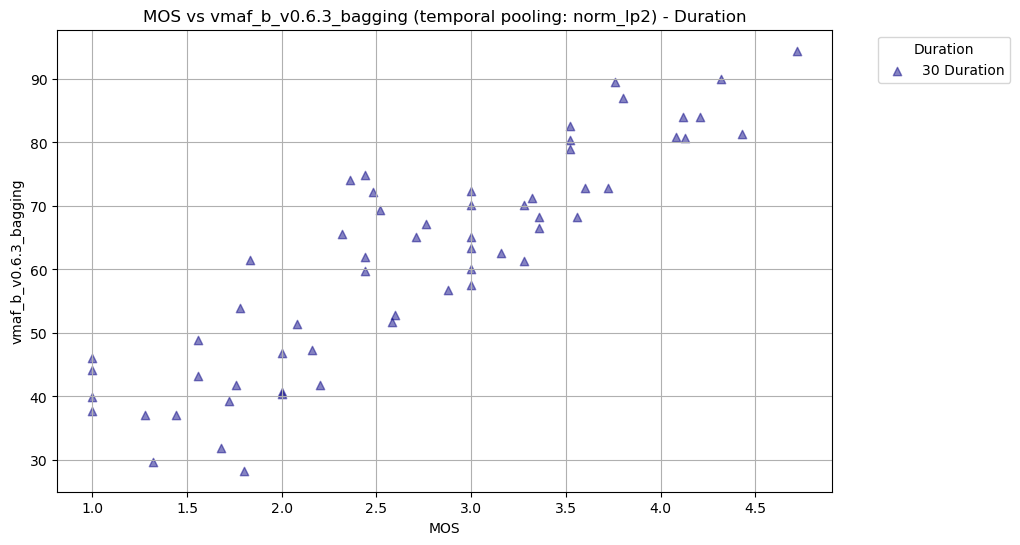 MOS vs vmaf_b_v0.6.3_bagging (temporal pooling: norm_lp2) - Duration
Duration
30 Duration
vmaf_b_v0.6.3_bagging
90
80
70
60
50
40
30
1.0 1.5 2.0 2.5 3.0 3.5 4.0 4.5
MOS